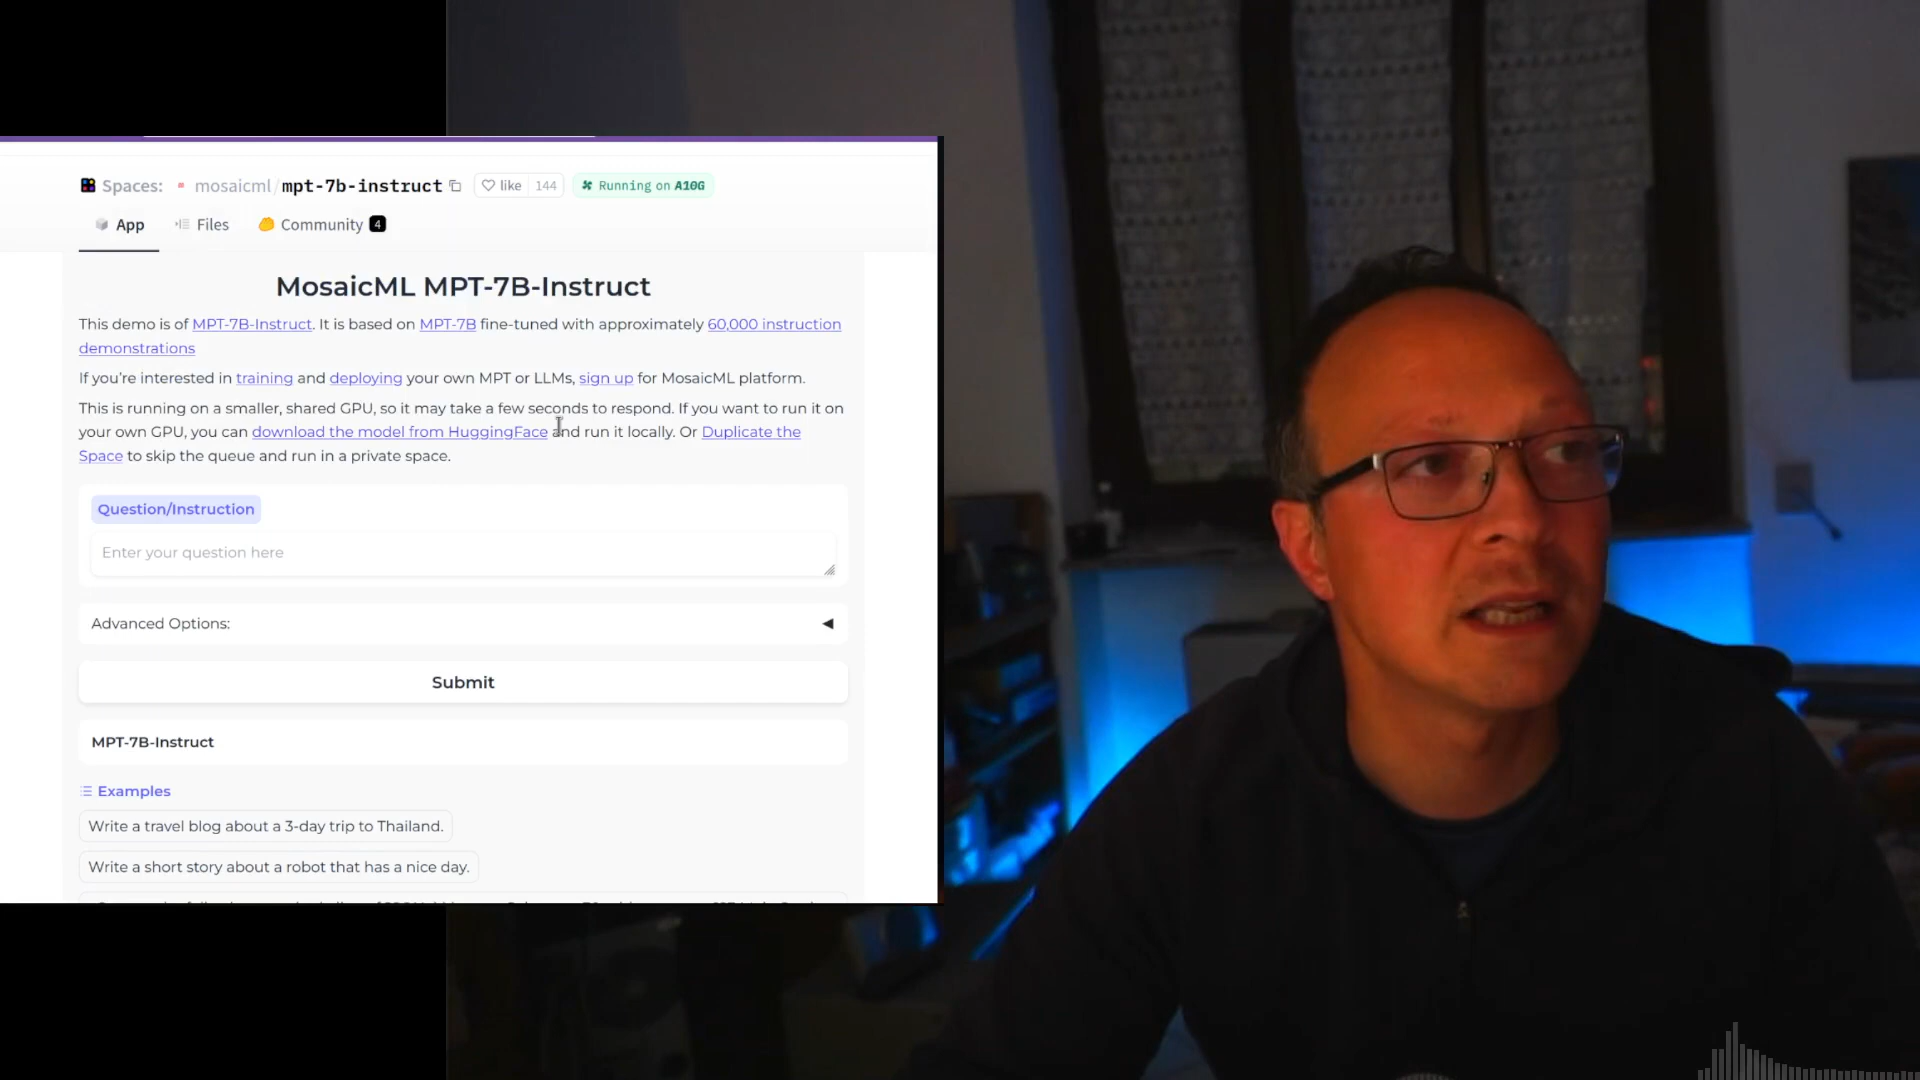 Spaces: mosaicml/mpt-7b-instruct like 144 Running on A10G
App Files Community 4
MosaicML MPT-7B-Instruct
This demo is of MPT-7B-Instruct. It is based on MPT-7B fine-tuned with approximately 60,000 instruction
demonstrations
If you're interested in training and deploying your own MPT or LLMs, sign up for MosaicML platform.
This is running on a smaller, shared GPU, so it may take a few seconds to respond. If you want to run it on
your own GPU, you can download the model from HuggingFace and run it locally. Or Duplicate the
Space to skip the queue and run in a private space.
Question/Instruction
Enter your question here
Advanced Options:
Submit
MPT-7B-Instruct
Examples
Write a travel blog about a 3-day trip to Thailand.
Write a short story about a robot that has a nice day.